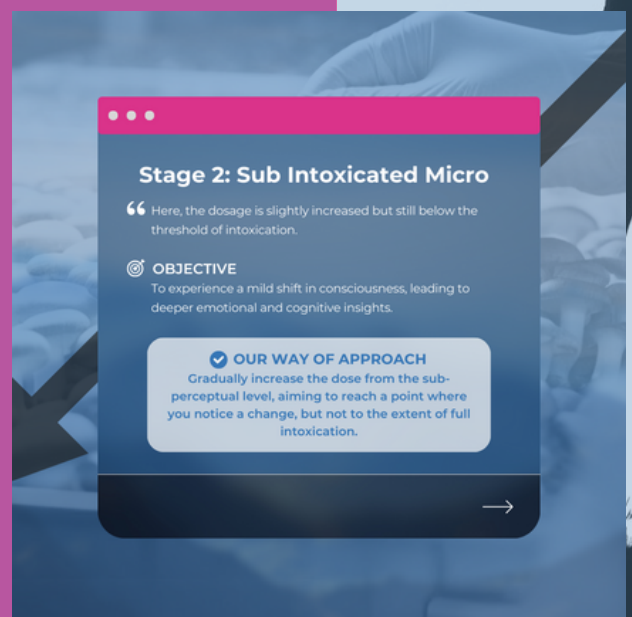 Stage 2: Sub Intoxicated Micro
“ Here, the dosage is slightly increased but still below the
threshold of intoxication.
OBJECTIVE
To experience a mild shift in consciousness, leading to
deeper emotional and cognitive insights.
OUR WAY OF APPROACH
Gradually increase the dose from the sub-
perceptual level, aiming to reach a point where
you notice a change, but not to the extent of full
intoxication.